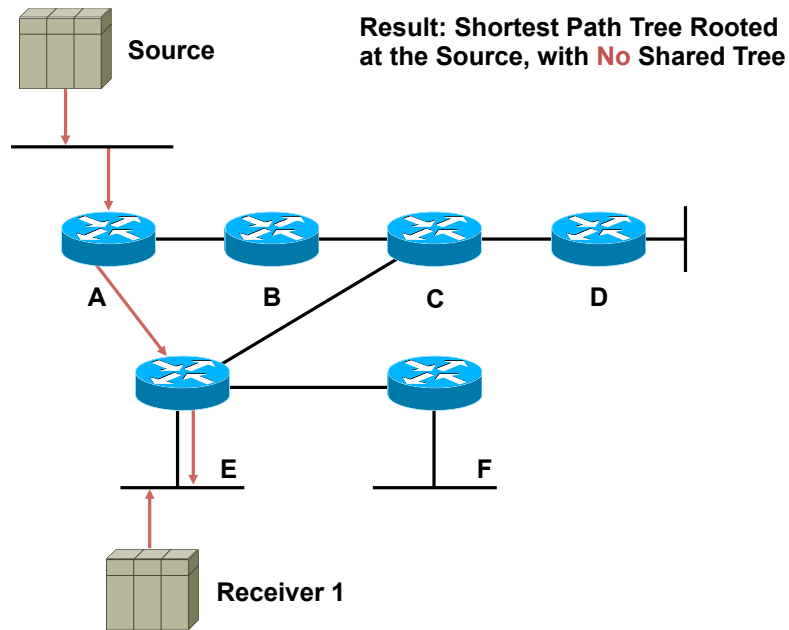 Source
Result: Shortest Path Tree Rooted
at the Source, with No Shared Tree
A
B
C
D
E
F
Receiver 1